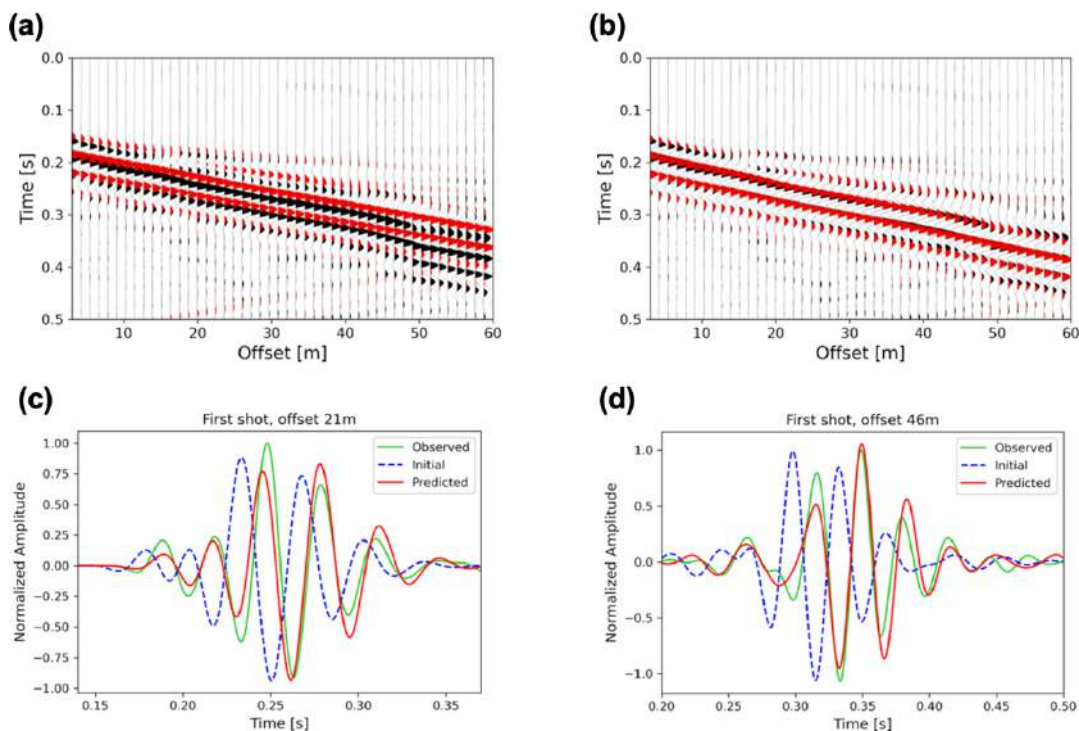 (a)
0.0
0.1
0.2
0.3
0.4
0.5
Time [s]
10 20 30 40 50 60
Offset [m]
(b)
0.0
0.1
0.2
0.3
0.4
0.5
Time [s]
10 20 30 40 50 60
Offset [m]
(c)
First shot, offset 21m
Observed
Initial
Predicted
1.00
0.75
0.50
0.25
0.00
-0.25
-0.50
-0.75
-1.00
Normalized Amplitude
0.15 0.20 0.25 0.30 0.35
Time [s]
(d)
First shot, offset 46m
Observed
Initial
Predicted
1.0
0.5
0.0
-0.5
-1.0
Normalized Amplitude
0.20 0.25 0.30 0.35 0.40 0.45 0.50
Time [s]